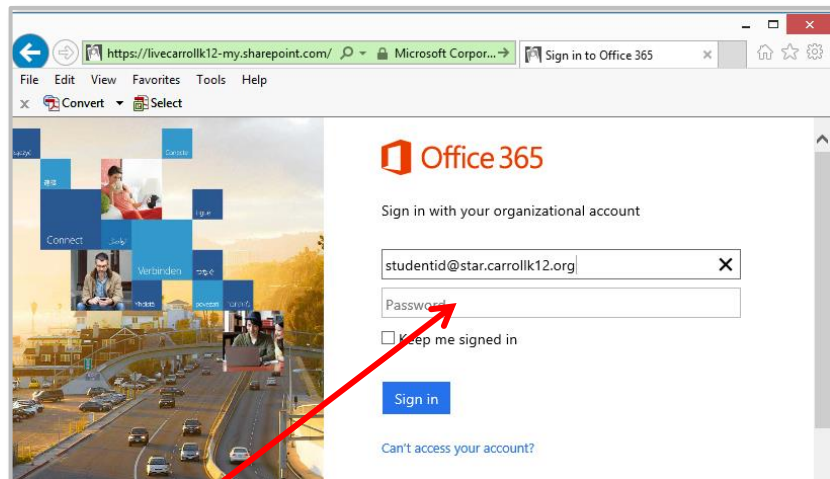 https://livecarrollk12-my.sharepoint.com/
Microsoft Corpor...
Sign in to Office 365
File Edit View Favorites Tools Help
x Convert Select
Office 365
Sign in with your organizational account
studentid@star.carrollk12.org
Password
Keep me signed in
Sign in
Can't access your account?
Connect
Verbinden